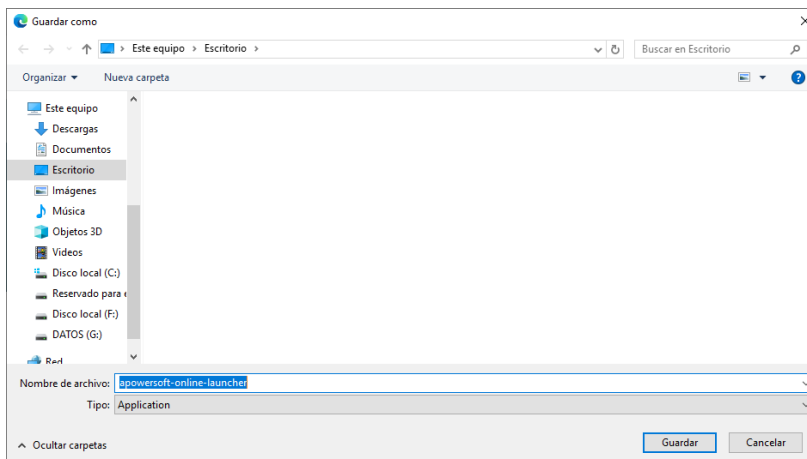 Guardar como
Este equipo > Escritorio >
Buscar en Escritorio
Organizar
Nueva carpeta
Este equipo
Descargas
Documentos
Escritorio
Imágenes
Música
Objetos 3D
Videos
Disco local (C:)
Reservado para
Disco local (F:)
DATOS (G:)
Red
Nombre de archivo: apowersoft-online-launcher
Tipo: Application
Ocultar carpetas
Guardar
Cancelar